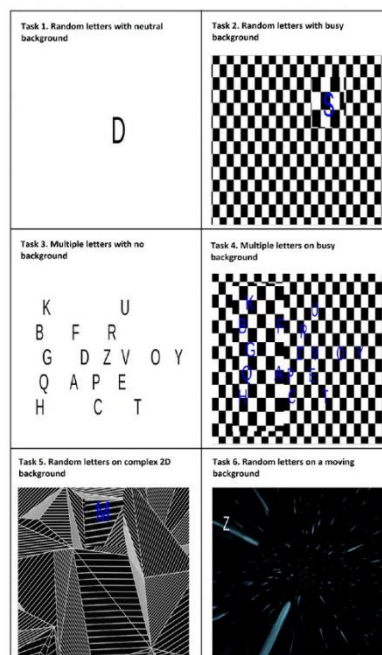 Task 1. Random letters with neutral
background
D
Task 2. Random letters with busy
background
S
Task 3. Multiple letters with no
background
K U
B F R
G D Z V O Y
Q A P E
H C T
Task 4. Multiple letters on busy
background
K U
B F R
G D Z V O Y
Q A P E
H C T
Task 5. Random letters on complex 2D
background
M
Task 6. Random letters on a moving
background
Z